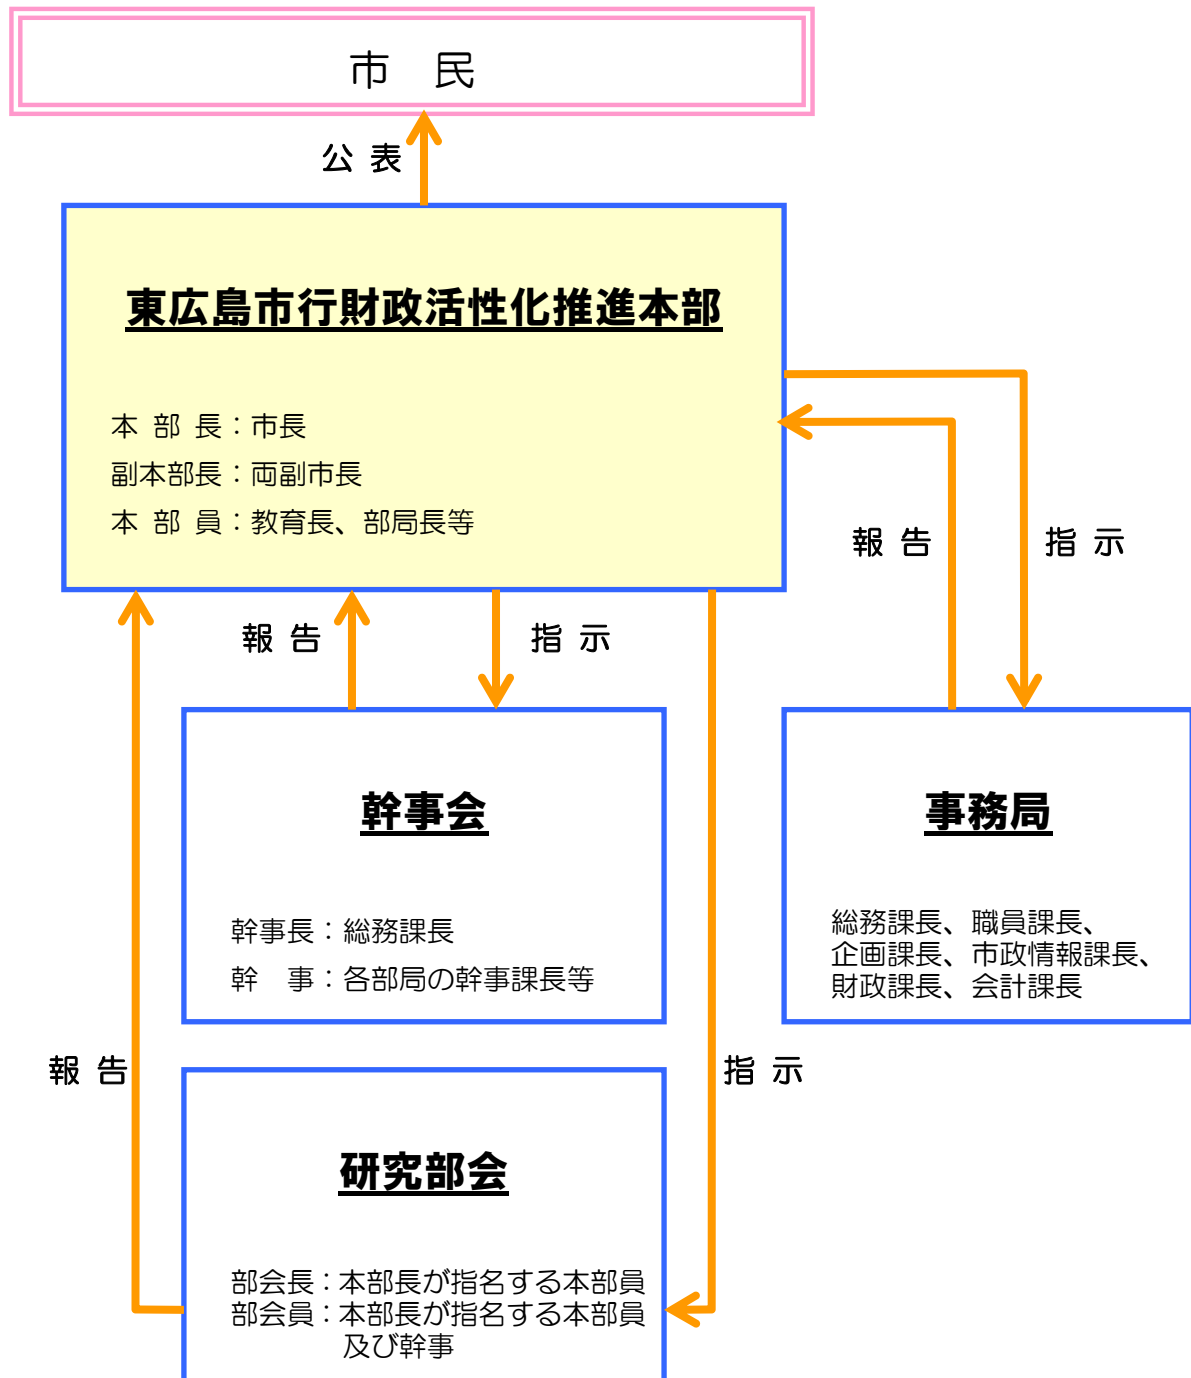 市　民
公 表
東広島市行財政活性化推進本部
本 部 長：市長
副本部長：両副市長
本 部 員：教育長、部局長等
報 告
指 示
報 告
指 示
幹事会
幹事長：総務課長
幹　事：各部局の幹事課長等
事務局
総務課長、職員課長、
企画課長、市政情報課長、
財政課長、会計課長
報 告
指 示
研究部会
部会長：本部長が指名する本部員
部会員：本部長が指名する本部員
及び幹事